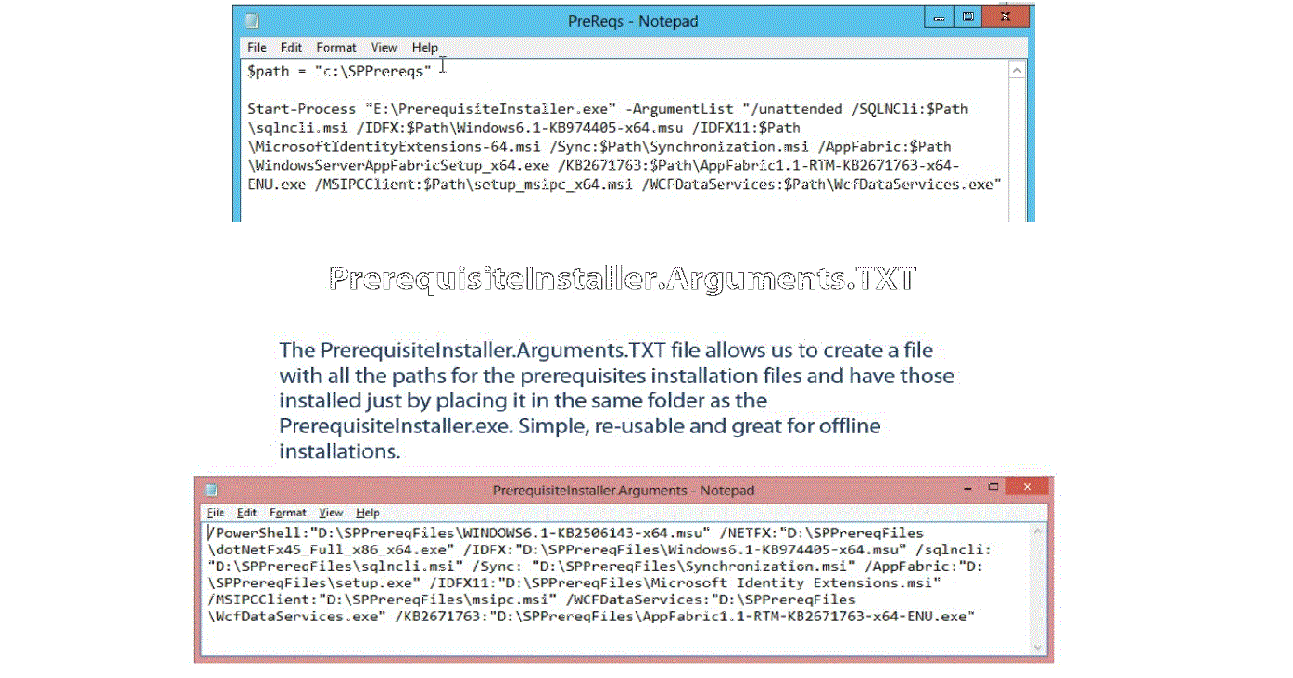 PreReqs - Notepad
File Edit Format View Help
$path = "c:\SPPrereqs"
Start-Process "E:\PrerequisiteInstaller.exe" -ArgumentList "/unattended /SQLNCli:$Path
\sqlncli.msi /IDFX:$Path\Windows6.1-KB974405-x64.msu /IDFX11:$Path
\MicrosoftIdentityExtensions-64.msi /Sync:$Path\Synchronization.msi /AppFabric:$Path
\WindowsServerAppFabricSetup_x64.exe /KB2671763:$Path\AppFabric1.1-RTM-KB2671763-x64-
ENU.exe /MSIPCClient:$Path\setup_msipc_x64.msi /WCFDataServices:$Path\WcfDataServices.exe"
PrerequisiteInstaller.Arguments.TXT
The PrerequisiteInstaller.Arguments.TXT file allows us to create a file
with all the paths for the prerequisites installation files and have those
installed just by placing it in the same folder as the
PrerequisiteInstaller.exe. Simple, re-usable and great for offline
installations.
PrerequisiteInstaller.Arguments - Notepad
File Edit Format View Help
/PowerShell:"D:\SPPrereqFiles\WINDOWS6.1-KB2506143-x64.msu" /NETFX:"D:\SPPrereqFiles
\dotNetFx45_Full_x86_x64.exe" /IDFX:"D:\SPPrereqFiles\Windows6.1-KB974405-x64.msu" /sqlncli:
"D:\SPPrereqFiles\sqlncli.msi" /Sync: "D:\SPPrereqFiles\Synchronization.msi" /AppFabric:"D:
\SPPrereqFiles\setup.exe" /IDFX11:"D:\SPPrereqFiles\Microsoft Identity Extensions.msi"
/MSIPCClient:"D:\SPPrereqFiles\msipc.msi" /WCFDataServices:"D:\SPPrereqFiles
\WcfDataServices.exe" /KB2671763:"D:\SPPrereqFiles\AppFabric1.1-RTM-KB2671763-x64-ENU.exe"